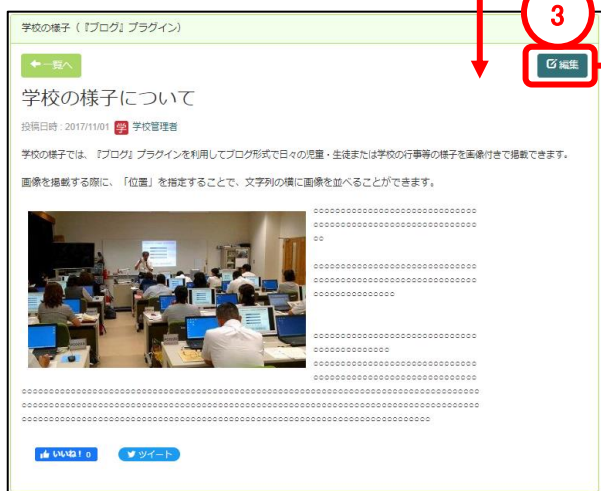 学校の様子(『ブログ』プラグイン)
3
一覧へ
編集
学校の様子について
投稿日時 : 2017/11/01 学 学校管理者
学校の様子では、『ブログ』プラグインを利用してブログ形式で日々の児童・生徒または学校の行事等の様子を画像付きで掲載できます。
画像を掲載する際に、「位置」を指定することで、文字列の横に画像を並べることができます。
○○○○○○○○○○○○○○○○○○○○○○○○○○○○○○
○○○○○○○○○○○○○○○○○○○○○○○○○○○○○○
○○
○○○○○○○○○○○○○○○○○○○○○○○○○○○○○○
○○○○○○○○○○○○○○○○○○○○○○○○○○○○○○
○○○○○○○○○○○○○○○
○○○○○○○○○○○○○○○○○○○○○○○○○○○○○○
○○○○○○○○○○○○○○
○○○○○○○○○○○○○○○○○○○○○○○○○○○○○○
○○○○○○○○○○○○○○○○○○○○○○○○○○○○○○
○○○○○○○○○○○○○○○○○○○○○○○○○○○○○○○○○○○○○○○○○○○○○○○○○○○○○○○○○○○○○○○○○○○○○○○○○○○○○○○○○○○○
○○○○○○○○○○○○○○○○○○○○○○○○○○○○○○○○○○○○○○○○○○○○○○○○○○○○○○○○○○○○○○○○○○○○○○○○○○○○○○○○○○○○
○○○○○○○○○○○○○○○○○○○○○○○○○○○○○○○○○○○○○○○○○○○○○○○○○○○○○○○○○○○○○○○○○○○○○○○○○○○
いいね! 0
ツイート